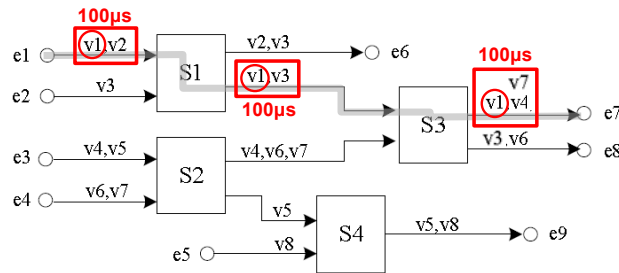 100µs
e1
v1,v2
S1
v2,v3
e6
e2
v3
v1,v3
100µs
100µs
v7
v1,v4.
e7
S3
v3.v6
e8
e3
v4,v5
S2
v4,v6,v7
e4
v6,v7
v5
S4
v5,v8
e9
e5
v8